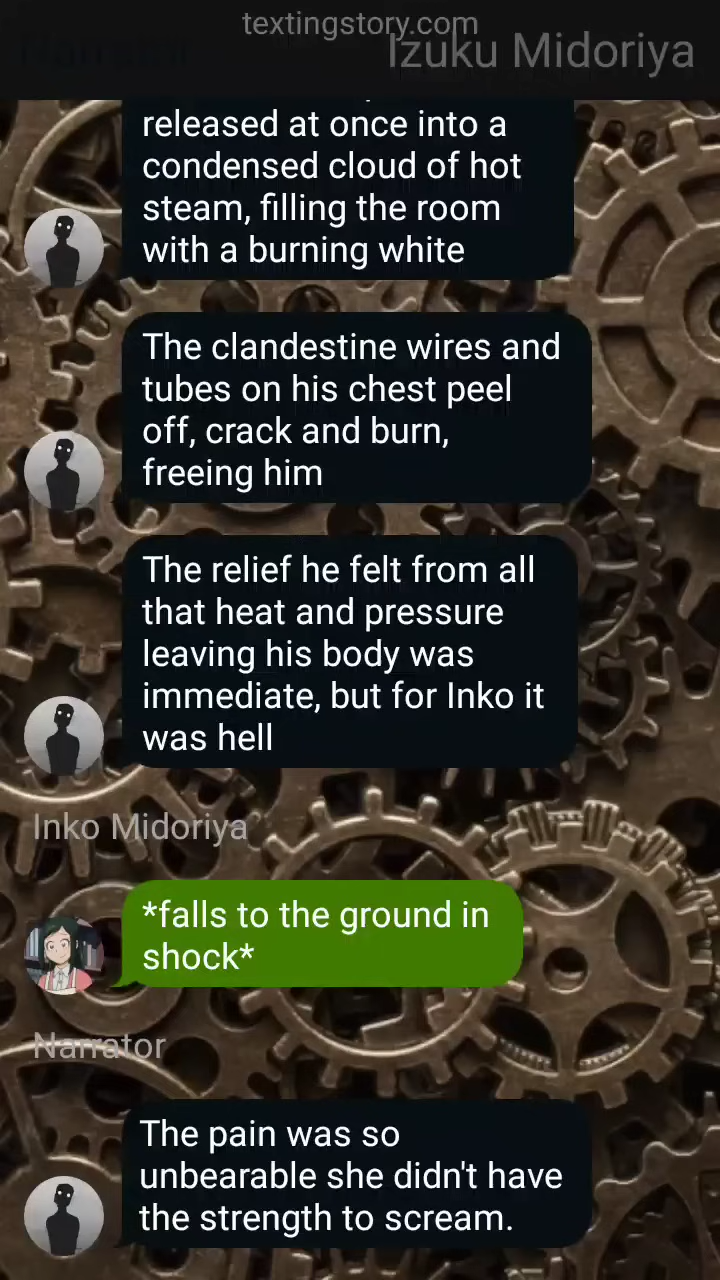 textingstory.com
Narrator
Izuku Midoriya
released at once into a
condensed cloud of hot
steam, filling the room
with a burning white
The clandestine wires and
tubes on his chest peel
off, crack and burn,
freeing him
The relief he felt from all
that heat and pressure
leaving his body was
immediate, but for Inko it
was hell
Inko Midoriya
*falls to the ground in
shock*
Narrator
The pain was so
unbearable she didn't have
the strength to scream.